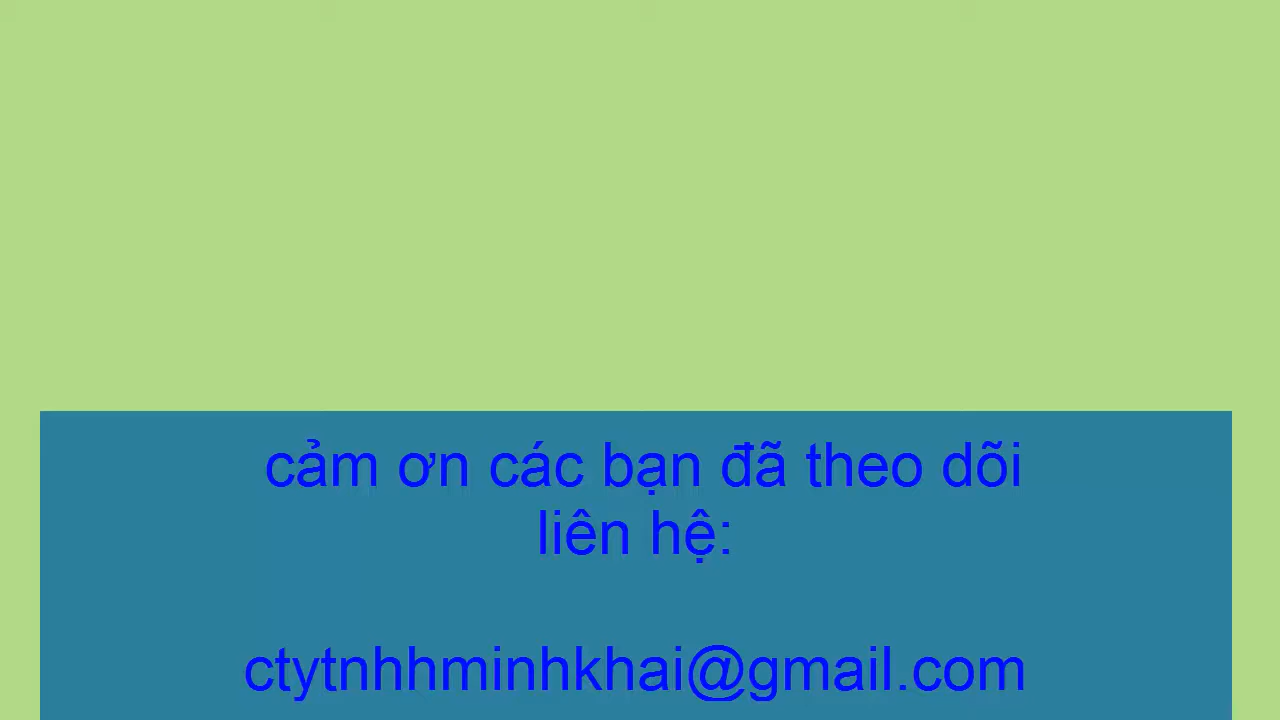 cảm ơn các bạn đã theo dõi
liên hệ:
ctytnhhminhkhai@gmail.com